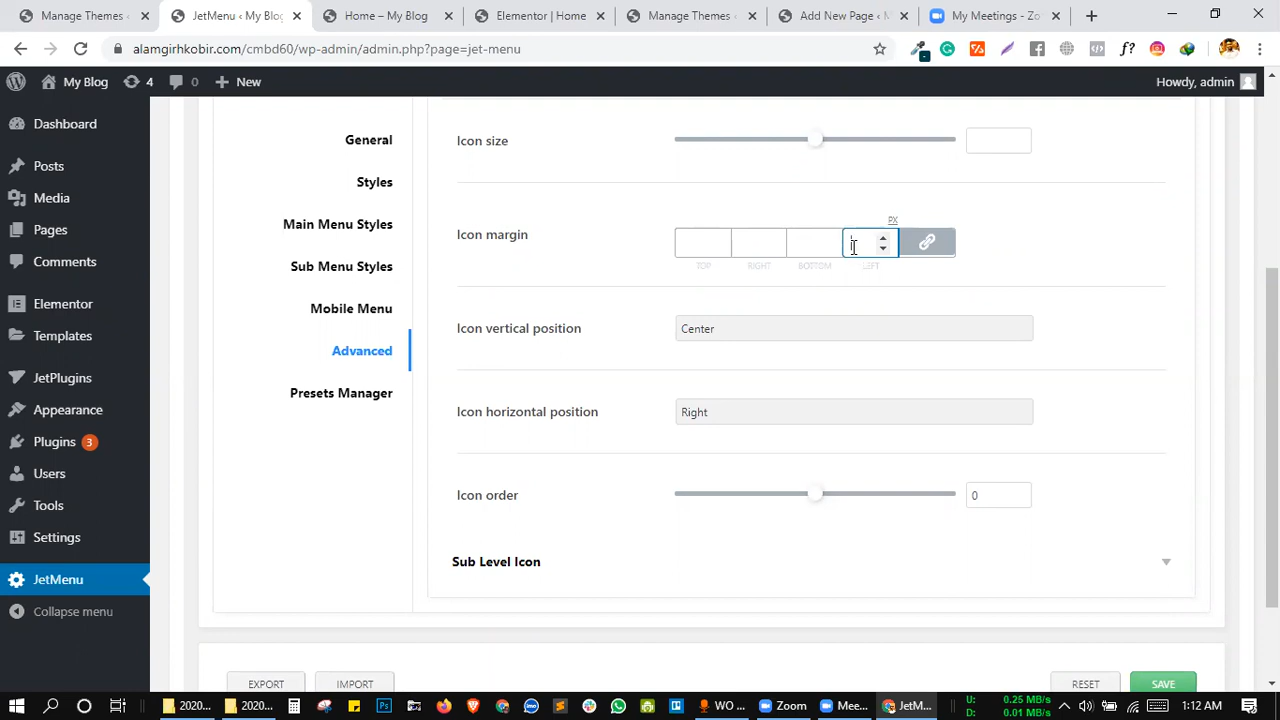 Manage Themes ‹
JetMenu ‹ My Blog
Home – My Blog
Elementor | Home
Manage Themes ‹
Add New Page ‹ M
My Meetings - Zo
alamgirhkobir.com/cmbd60/wp-admin/admin.php?page=jet-menu
My Blog
4
0
New
Howdy, admin
Dashboard
Posts
Media
Pages
Comments
Elementor
Templates
JetPlugins
Appearance
Plugins 3
Users
Tools
Settings
JetMenu
Collapse menu
General
Styles
Main Menu Styles
Sub Menu Styles
Mobile Menu
Advanced
Presets Manager
Icon size
PX
Icon margin
TOP RIGHT BOTTOM LEFT
Icon vertical position
Center
Icon horizontal position
Right
Icon order
0
Sub Level Icon
EXPORT
IMPORT
RESET
SAVE
2020...
2020...
WO ...
Zoom
Mee...
JetM...
U: 0.25 MB/s
D: 0.01 MB/s
1:12 AM